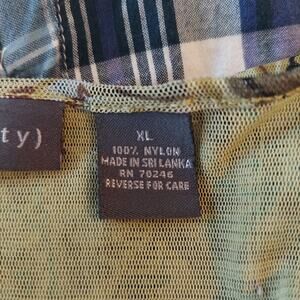 ty)
XL
100% NYLON
MADE IN SRI LANKA
RN 70246
REVERSE FOR CARE